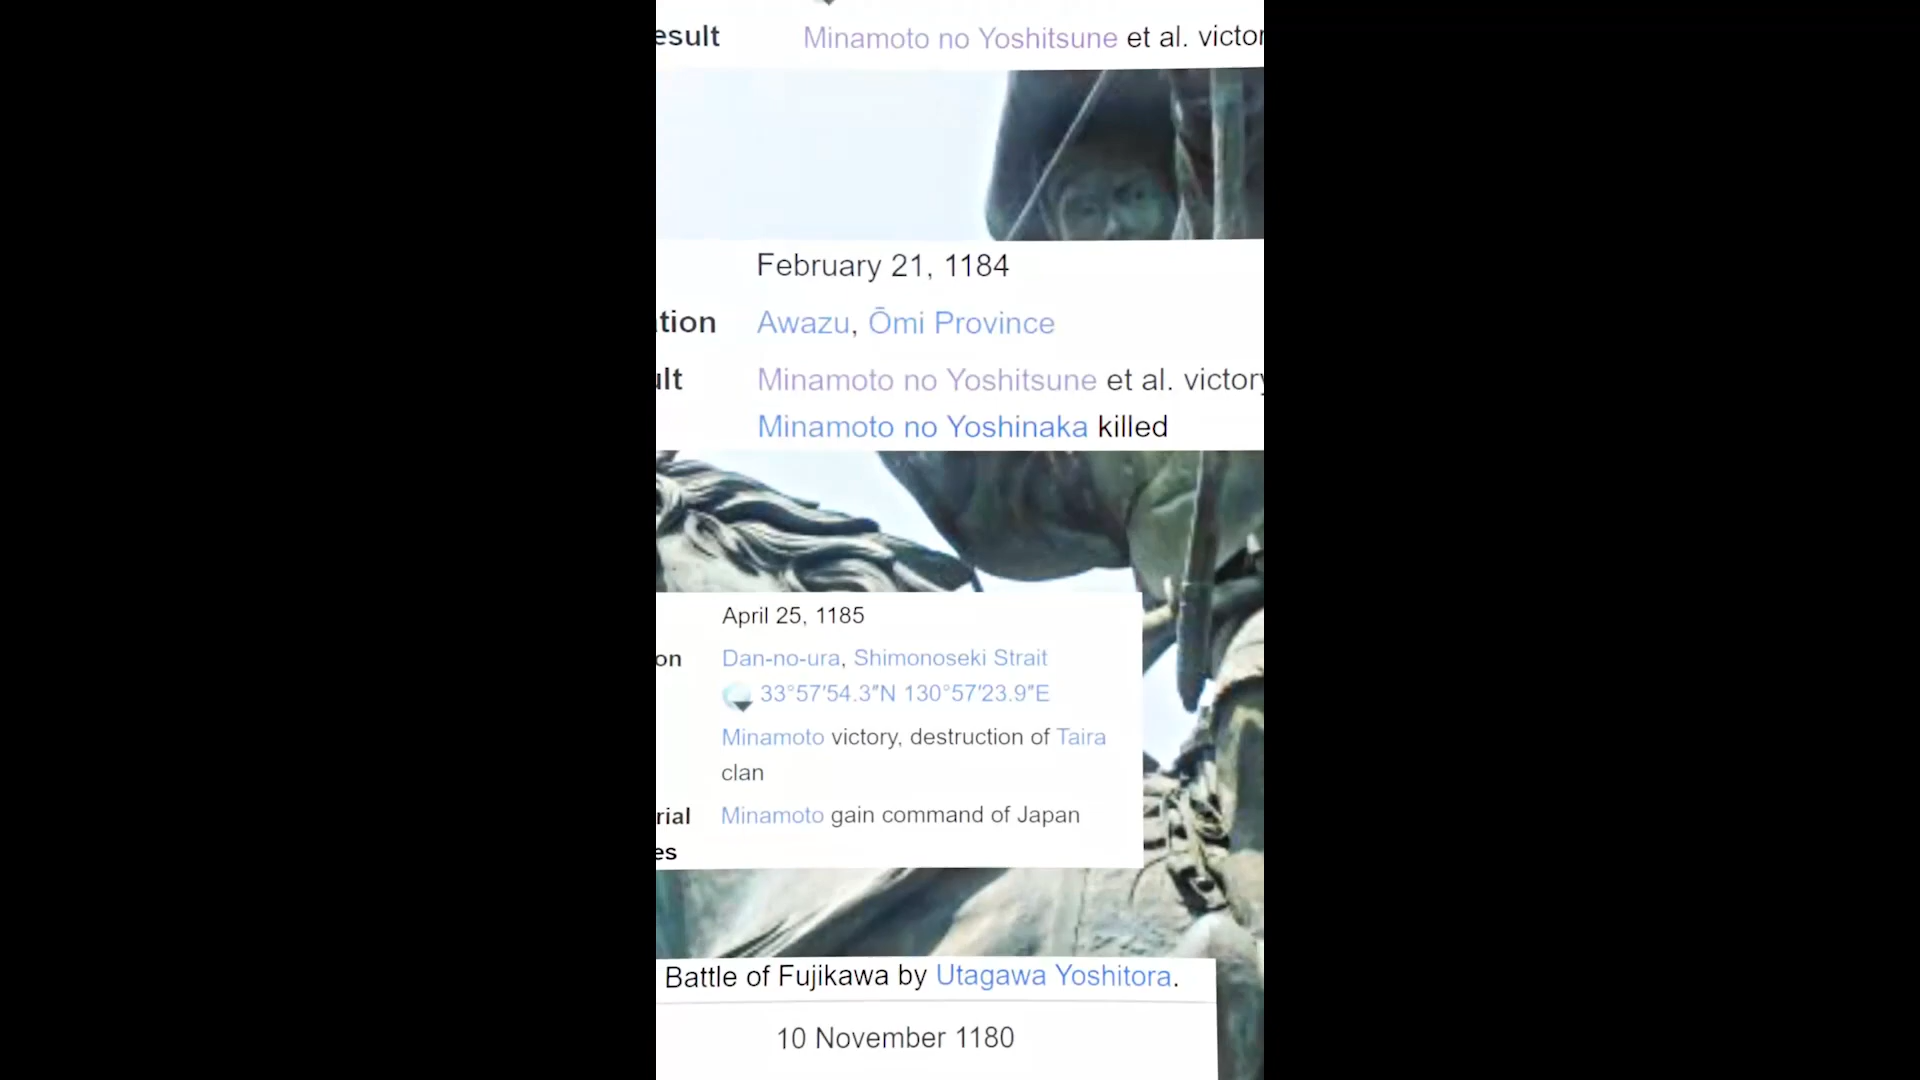 esult Minamoto no Yoshitsune et al. victor
February 21, 1184
tion Awazu, Ōmi Province
ult Minamoto no Yoshitsune et al. victory
Minamoto no Yoshinaka killed
April 25, 1185
on Dan-no-ura, Shimonoseki Strait
33°57′54.3″N 130°57′23.9″E
Minamoto victory, destruction of Taira
clan
rial Minamoto gain command of Japan
es
Battle of Fujikawa by Utagawa Yoshitora.
10 November 1180